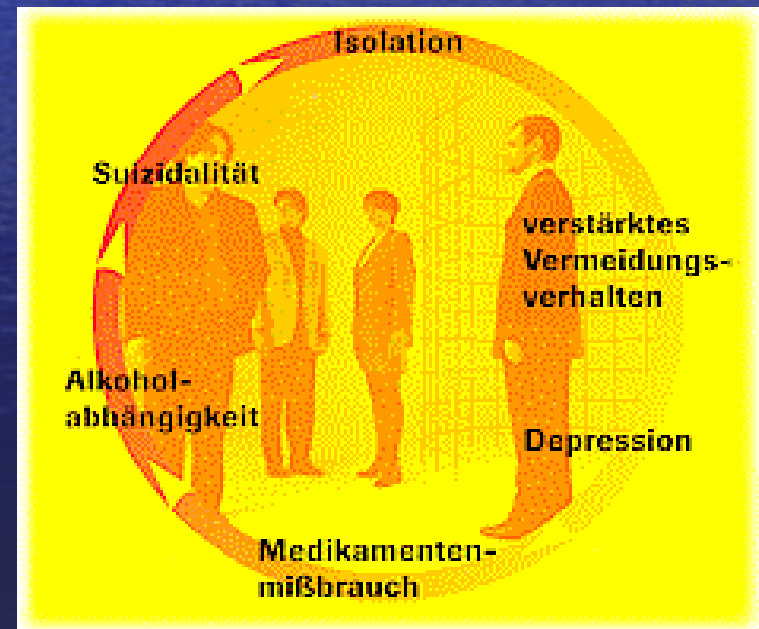 Isolation
Suizidalität
verstärktes
Vermeidungs-
verhalten
Alkohol-
abhängigkeit
Depression
Medikamenten-
mißbrauch